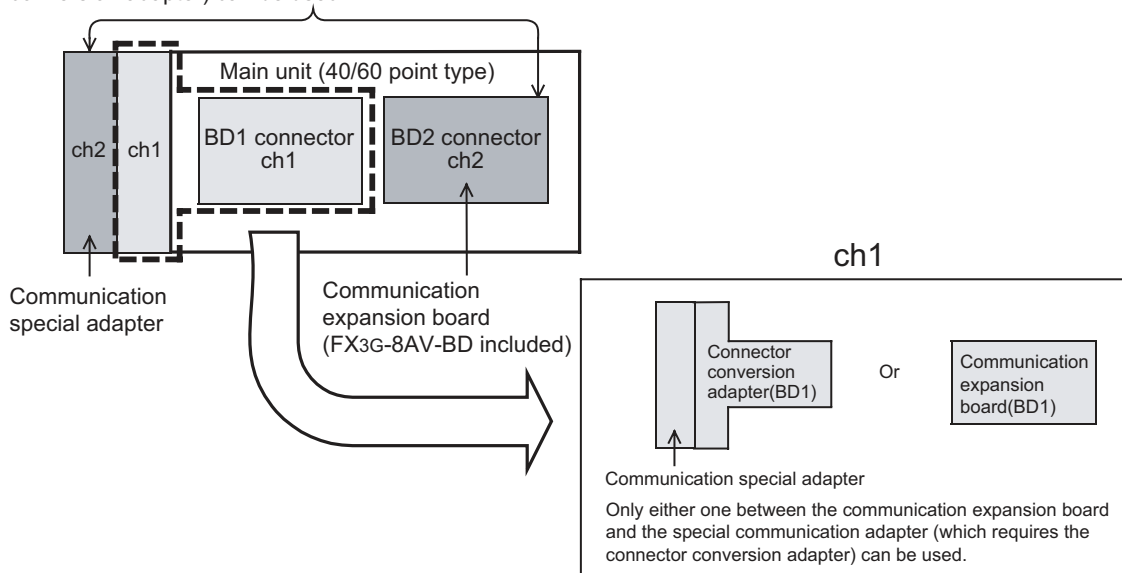 Main unit (40/60 point type)
ch2
ch1
BD1 connector
ch1
BD2 connector
ch2
Communication
special adapter
Communication
expansion board
(FX3G-8AV-BD included)
ch1
Connector
conversion
adapter(BD1)
Or
Communication
expansion
board(BD1)
Communication special adapter
Only either one between the communication expansion board
and the special communication adapter (which requires the
connector conversion adapter) can be used.